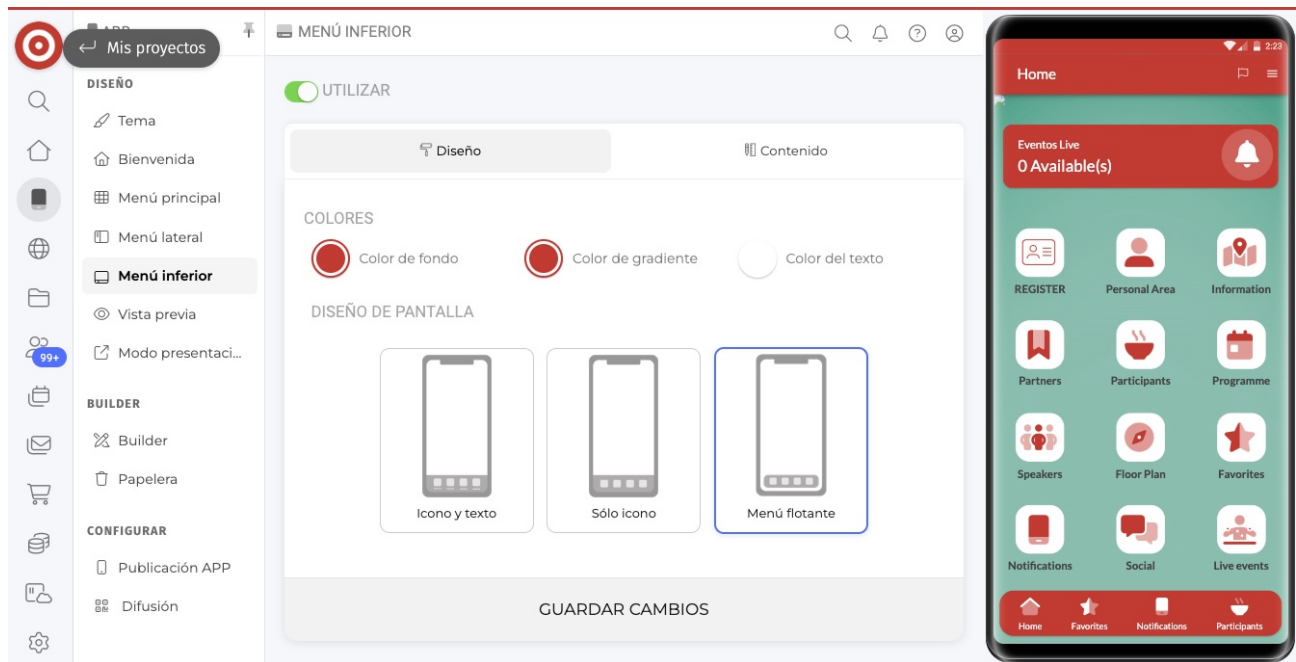 Mis proyectos
DISEÑO
Tema
Bienvenida
Menú principal
Menú lateral
Menú inferior
Vista previa
Modo presentaci...
BUILDER
Builder
Papelera
CONFIGURAR
Publicación APP
Difusión
99+
MENÚ INFERIOR
UTILIZAR
Diseño
Contenido
COLORES
Color de fondo
Color de gradiente
Color del texto
DISEÑO DE PANTALLA
Icono y texto
Sólo icono
Menú flotante
GUARDAR CAMBIOS
2:23
Home
Eventos Live
0 Available(s)
REGISTER
Personal Area
Information
Partners
Participants
Programme
Speakers
Floor Plan
Favorites
Notifications
Social
Live events
Home
Favorites
Notifications
Participants